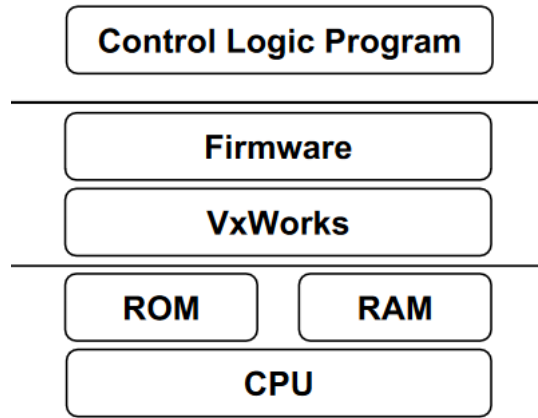 Control Logic Program
Firmware
VxWorks
ROM RAM
CPU